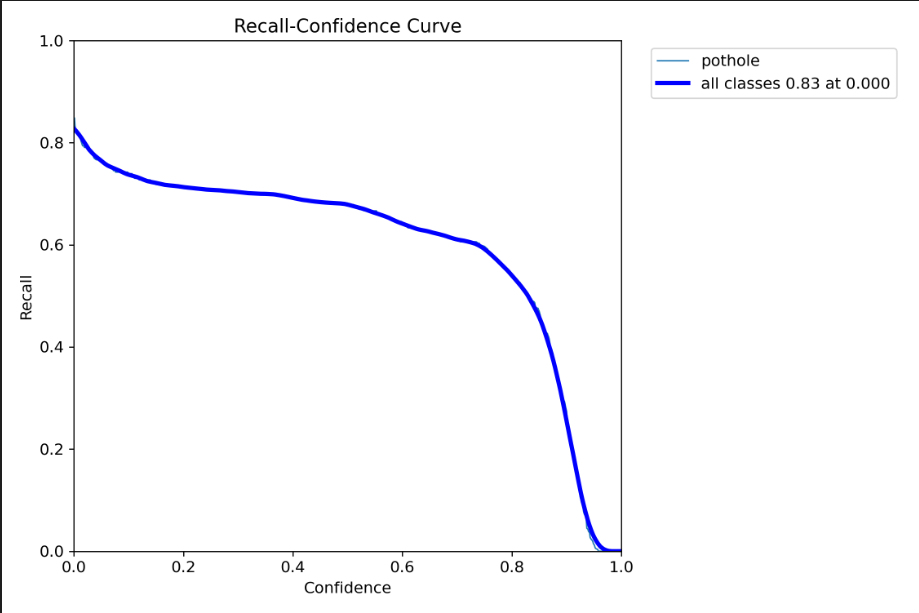 Recall-Confidence Curve
1.0
0.8
0.6
0.4
0.2
0.0
Recall
0.0 0.2 0.4 0.6 0.8 1.0
Confidence
pothole
all classes 0.83 at 0.000